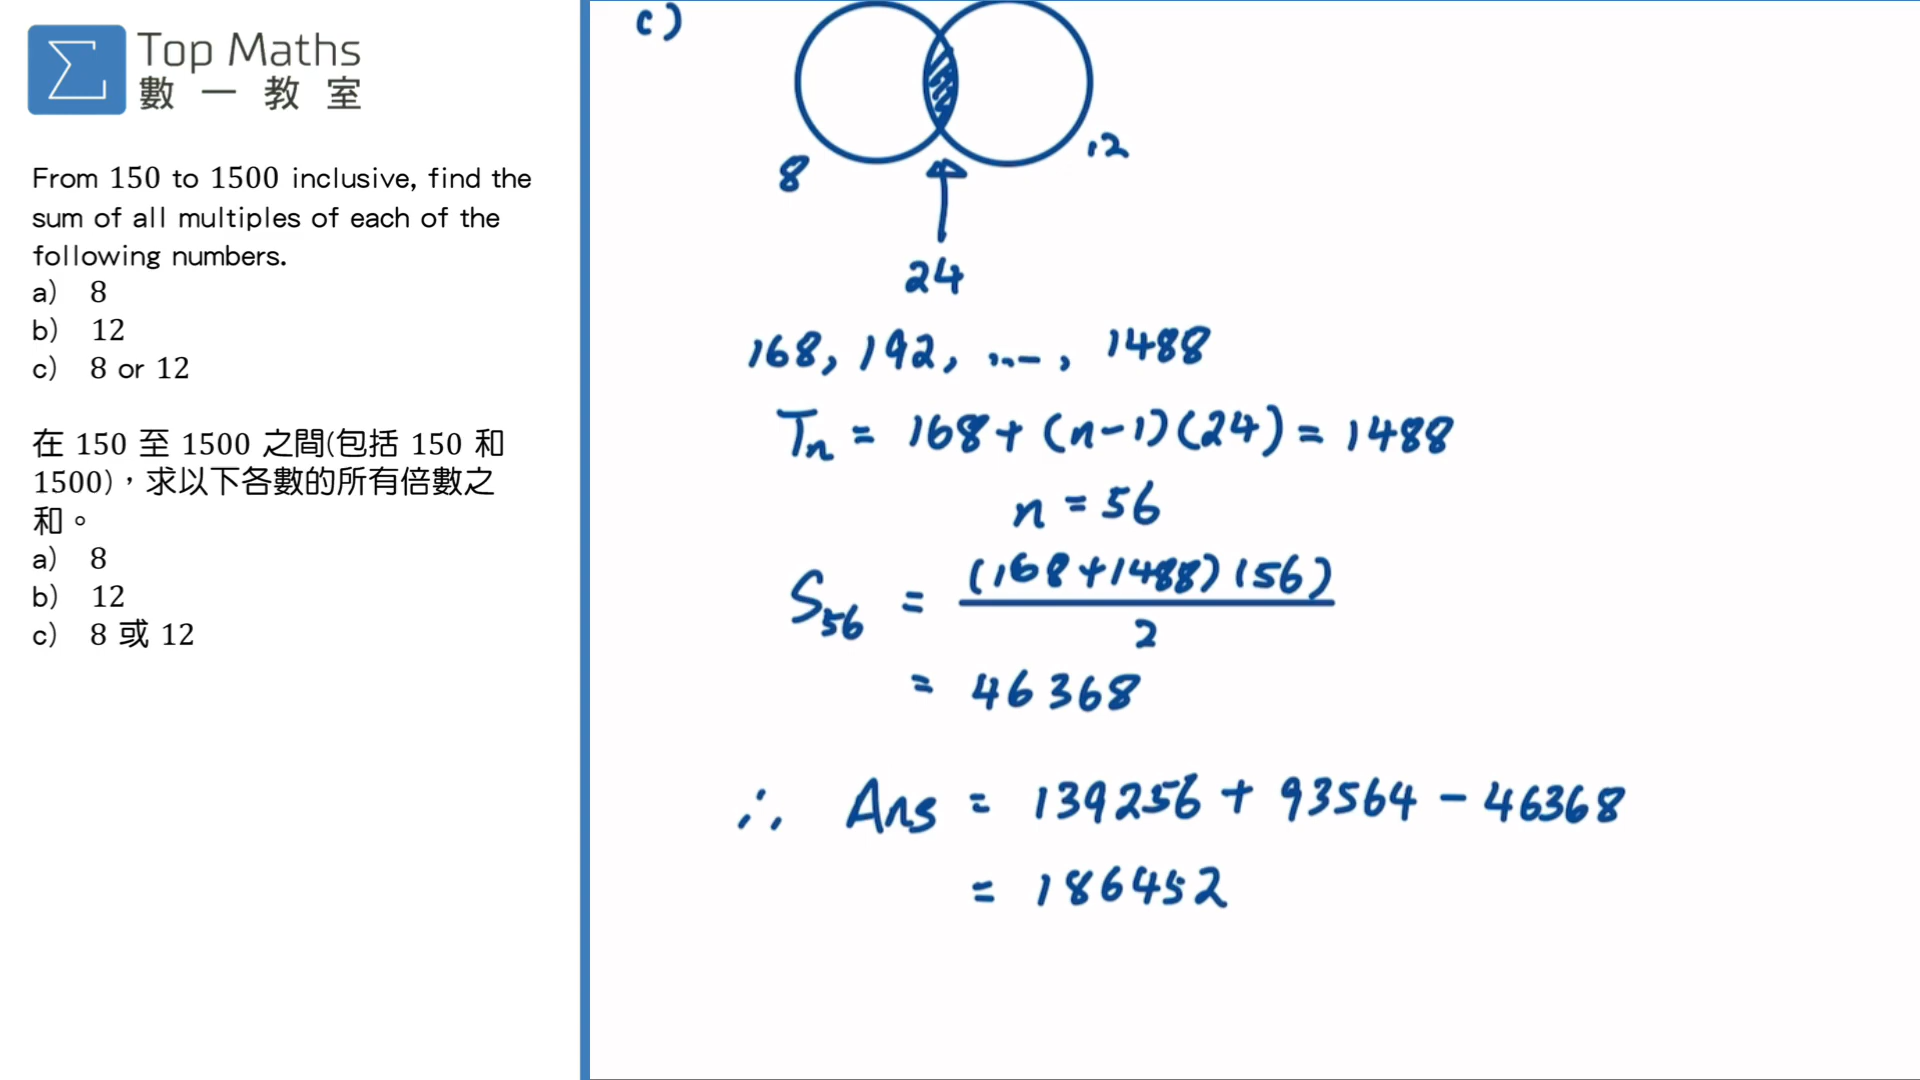 Top Maths
數一教室
From 150 to 1500 inclusive, find the
sum of all multiples of each of the
following numbers.
a) 8
b) 12
c) 8 or 12
在 150 至 1500 之間(包括 150 和
1500)，求以下各數的所有倍數之
和。
a) 8
b) 12
c) 8 或 12
c)
8
12
24
168, 192, ..., 1488
Tn = 168 + (n-1)(24) = 1488
n = 56
S56 = (168+1488)(56)
2
= 46368
∴ Ans = 139256 + 93564 - 46368
= 186452